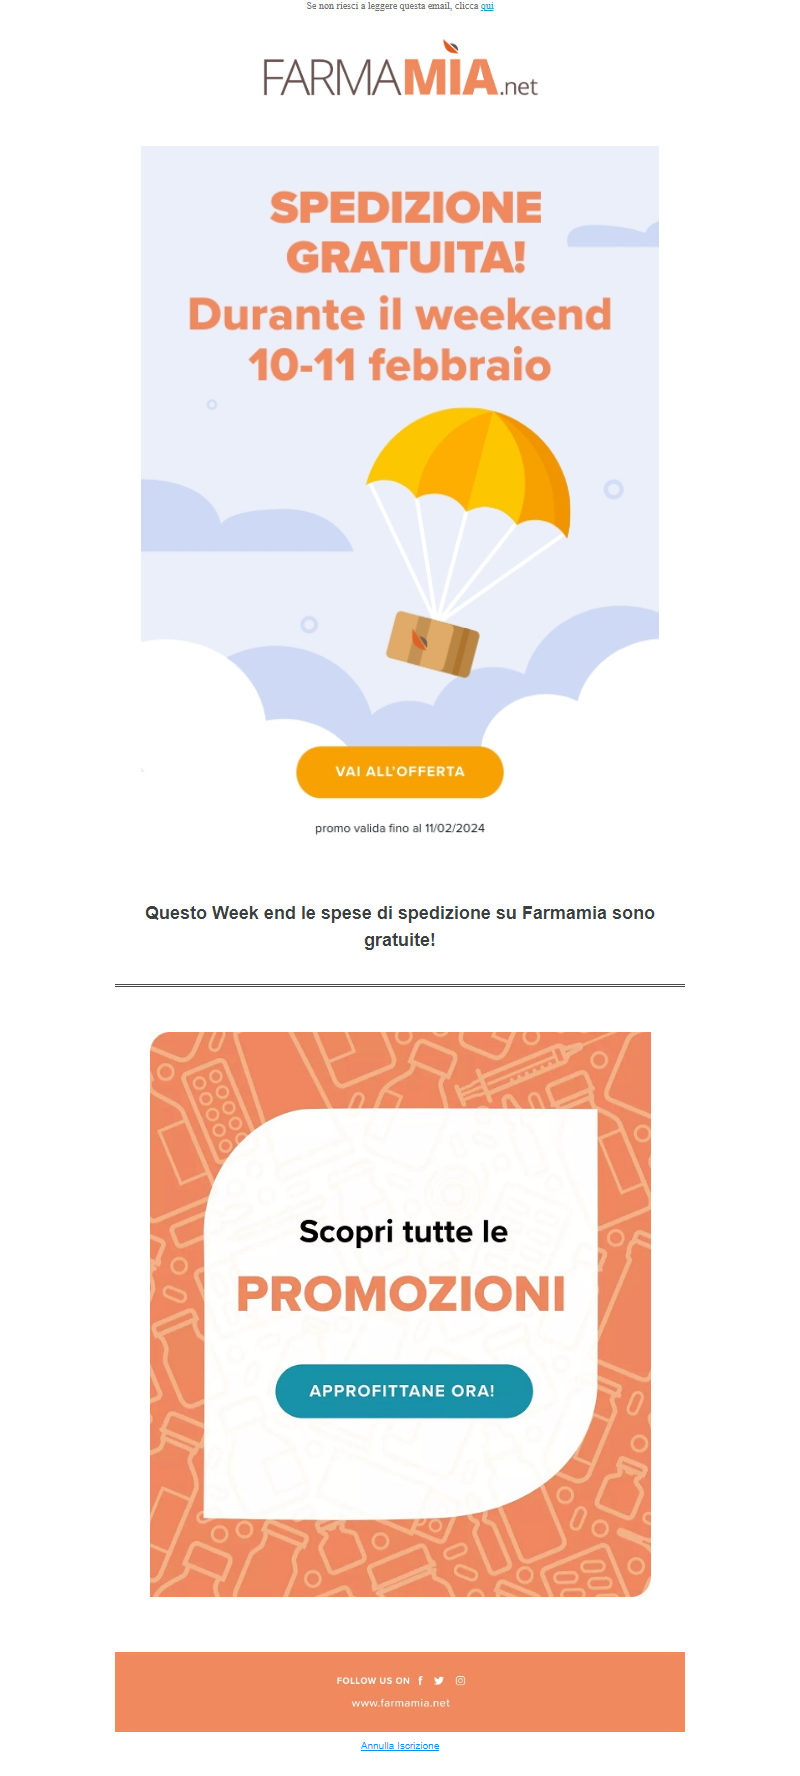 Se non riesci a leggere questa email, clicca qui
FARMAMÌA.net
SPEDIZIONE
GRATUITA!
Durante il weekend
10-11 febbraio
VAI ALL'OFFERTA
promo valida fino al 11/02/2024
Questo Week end le spese di spedizione su Farmamia sono
gratuite!
Scopri tutte le
PROMOZIONI
APPROFITTANE ORA!
FOLLOW US ON
www.farmamia.net
Annulla Iscrizione